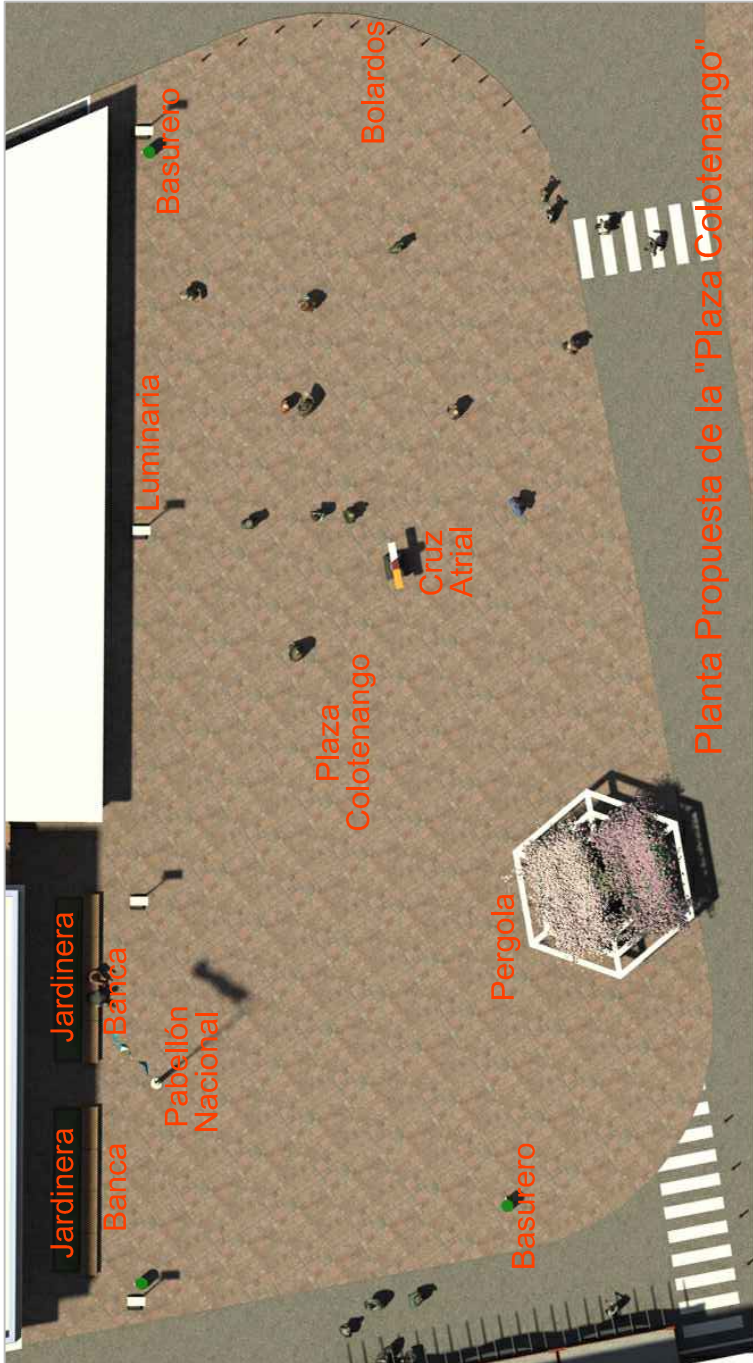 Jardinera
Jardinera
Banca
Banca
Luminaria
Basurero
Pabellón
Nacional
Plaza
Colotenango
Bolardos
Cruz
Atrial
Pergola
Basurero
Planta Propuesta de la "Plaza Colotenango"